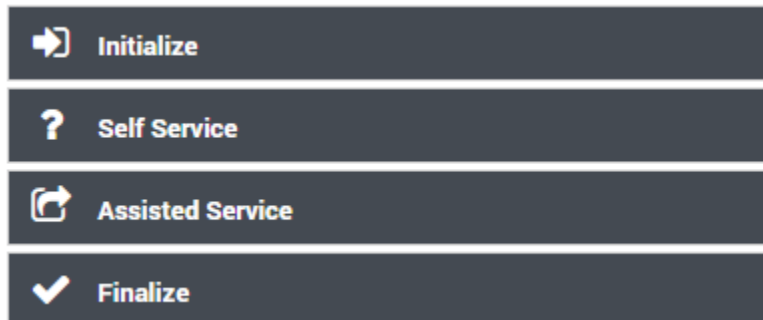 Initialize
Self Service
Assisted Service
Finalize